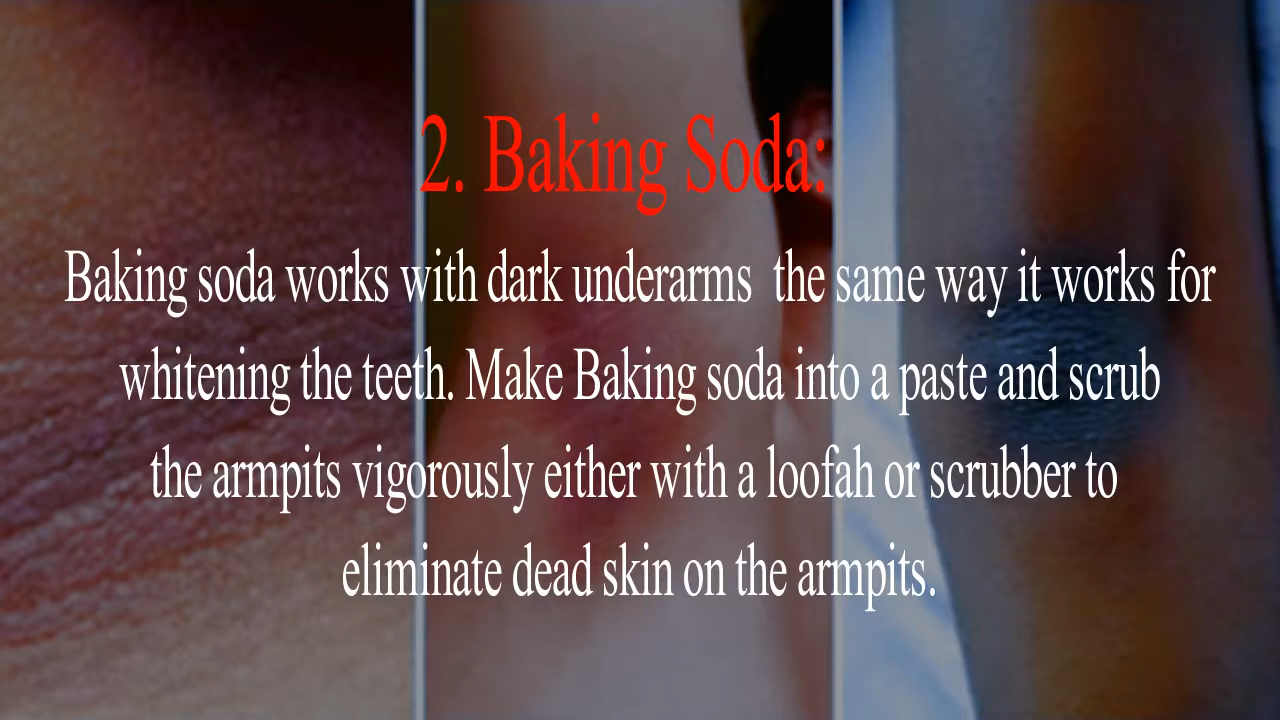 2. Baking Soda:
Baking soda works with dark underarms  the same way it works for
whitening the teeth. Make Baking soda into a paste and scrub
the armpits vigorously either with a loofah or scrubber to
eliminate dead skin on the armpits.